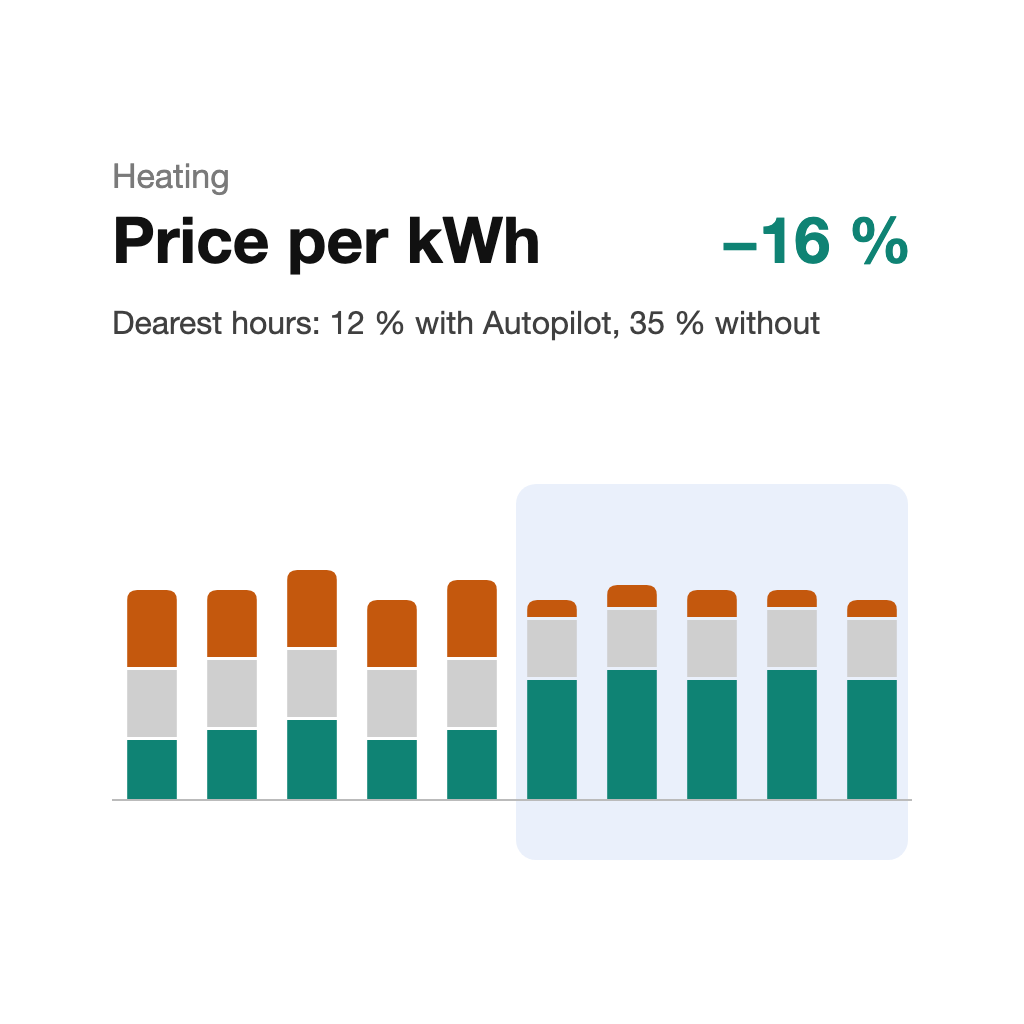 Heating
Price per kWh
–16 %
Dearest hours: 12 % with Autopilot, 35 % without